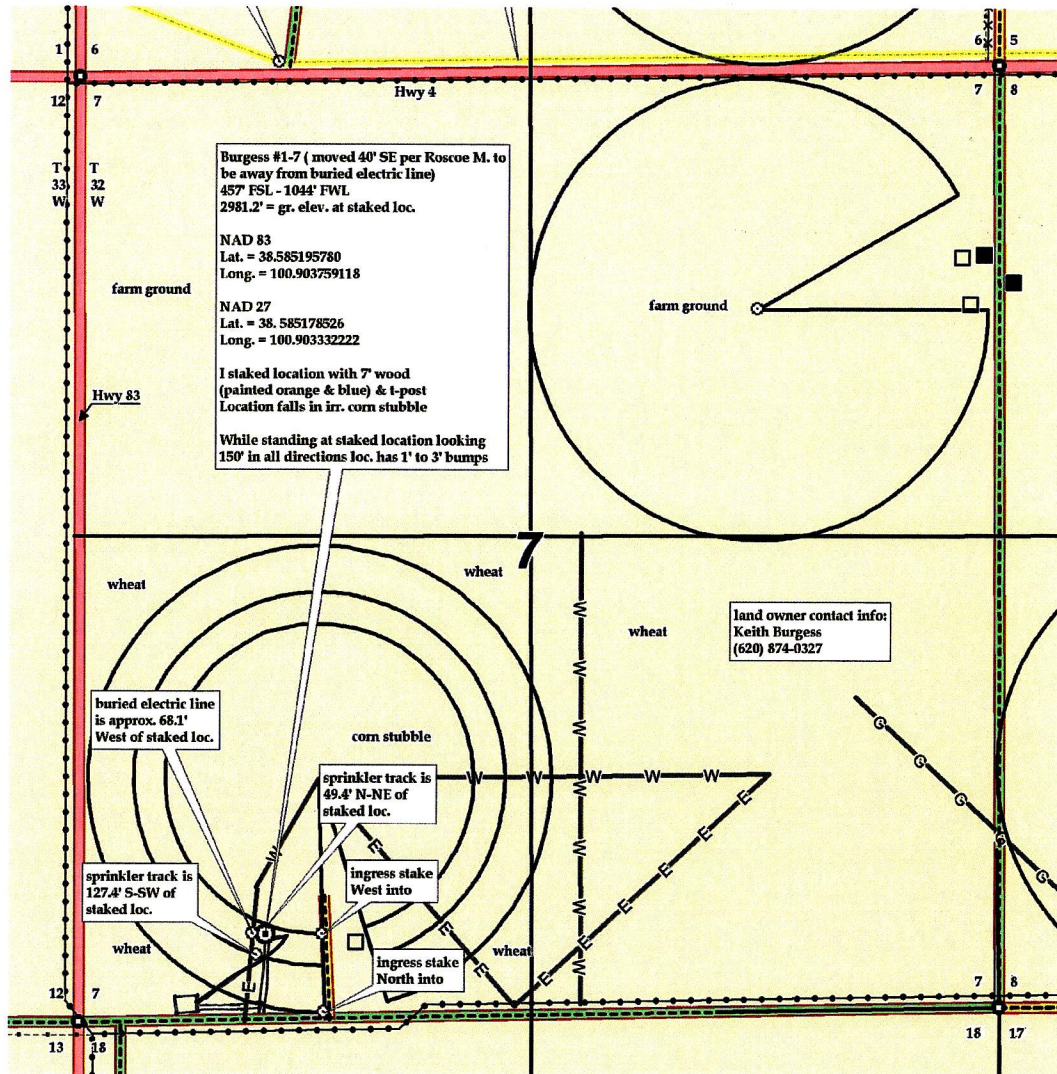 1
6
6
5
Hwy 4
12
7
7
8
T
33
W
T
32
W
Burgess #1-7 ( moved 40' SE per Roscoe M. to
be away from buried electric line)
457' FSL - 1044' FWL
2981.2' = gr. elev. at staked loc.
NAD 83
Lat. = 38.585195780
Long. = 100.903759118
NAD 27
Lat. = 38. 585178526
Long. = 100.903332222
I staked location with 7' wood
(painted orange & blue) & t-post
Location falls in irr. corn stubble
While standing at staked location looking
150' in all directions loc. has 1' to 3' bumps
farm ground
farm ground
Hwy 83
7
wheat
wheat
wheat
land owner contact info:
Keith Burgess
(620) 874-0327
W
W
W
W
W
W
W
buried electric line
is approx. 68.1'
West of staked loc.
corn stubble
G
G
G
G
G
W
W
W
W
W
sprinkler track is
49.4' N-NE of
staked loc.
E
E
E
E
E
E
E
E
E
E
W
sprinkler track is
127.4' S-SW of
staked loc.
ingress stake
West into
wheat
wheat
ingress stake
North into
12
7
7
8
13
18
18
17